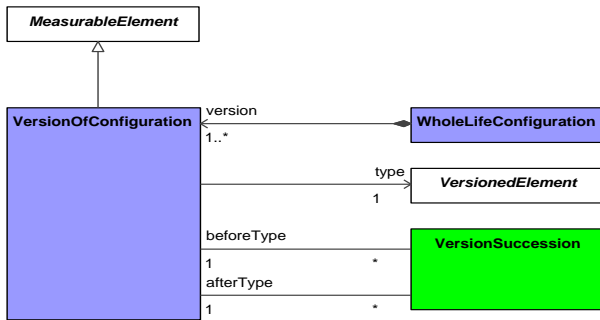 MeasurableElement
VersionOfConfiguration
version
1..*
WholeLifeConfiguration
type
1
VersionedElement
beforeType
1
*
VersionSuccession
afterType
1
*